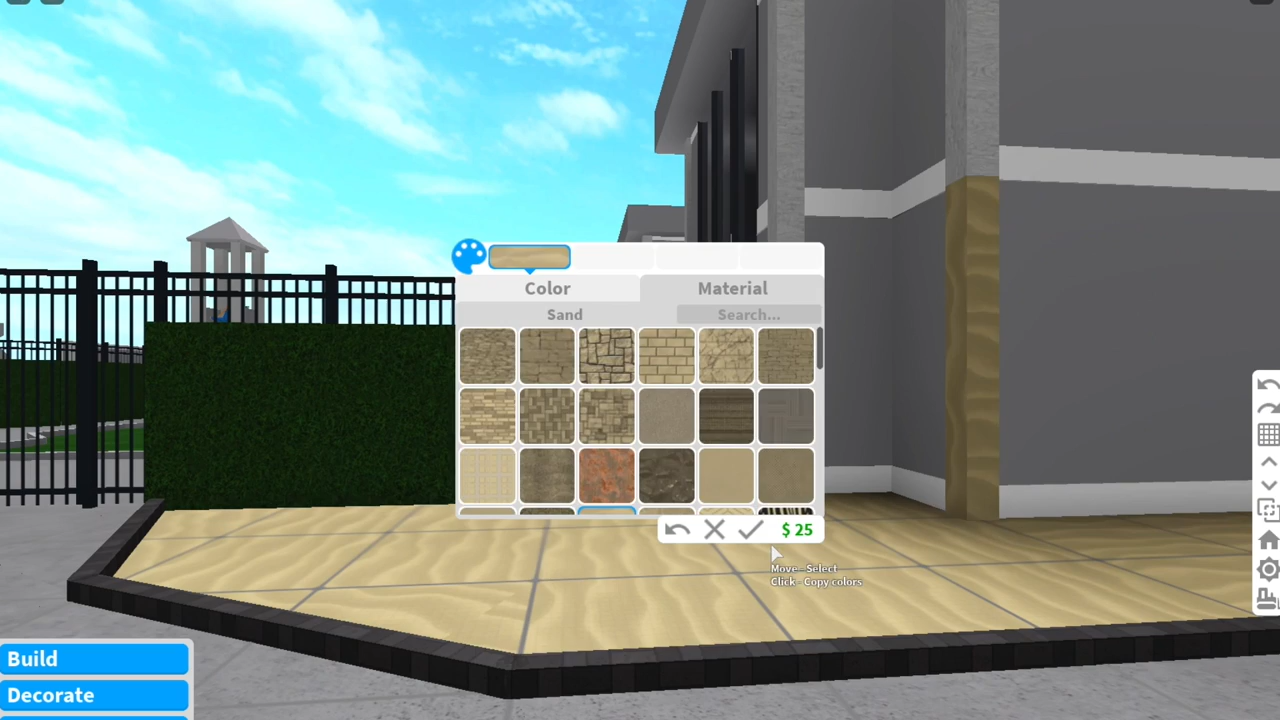 Color
Material
Sand
Search...
$ 25
Move - Select
Click - Copy colors
Build
Decorate